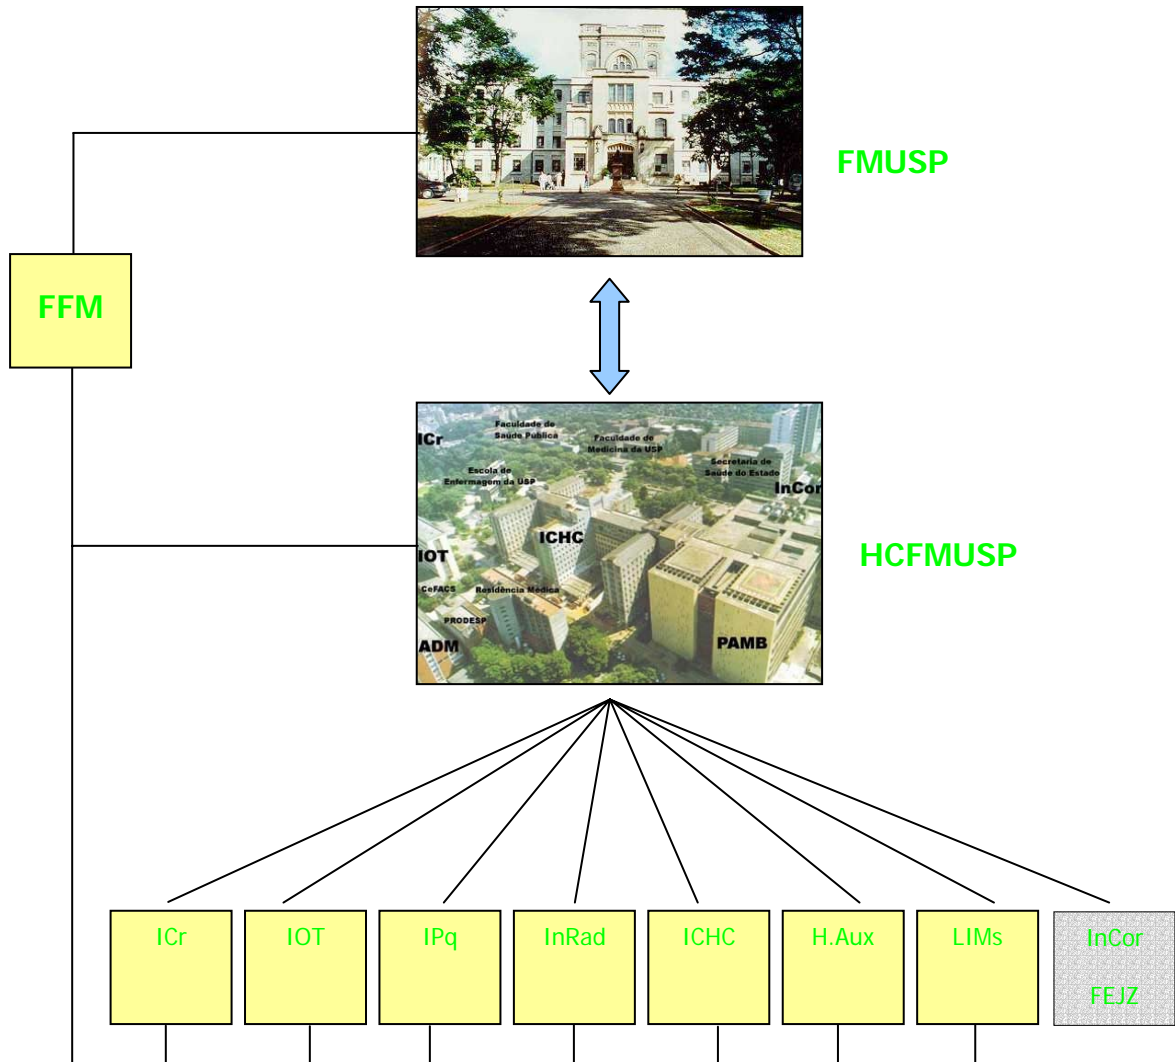 FMUSP
FFM
ICr
Faculdade de
Saúde Pública
Faculdade de
Medicina da USP
Escola de
Enfermagem da USP
Secretaria de
Saúde do Estado
InCor
ICHC
IOT
CeFACS
Residência Médica
PRODESP
ADM
PAMB
HCFMUSP
ICr
IOT
IPq
InRad
ICHC
H.Aux
LIMs
InCor
FEJZ